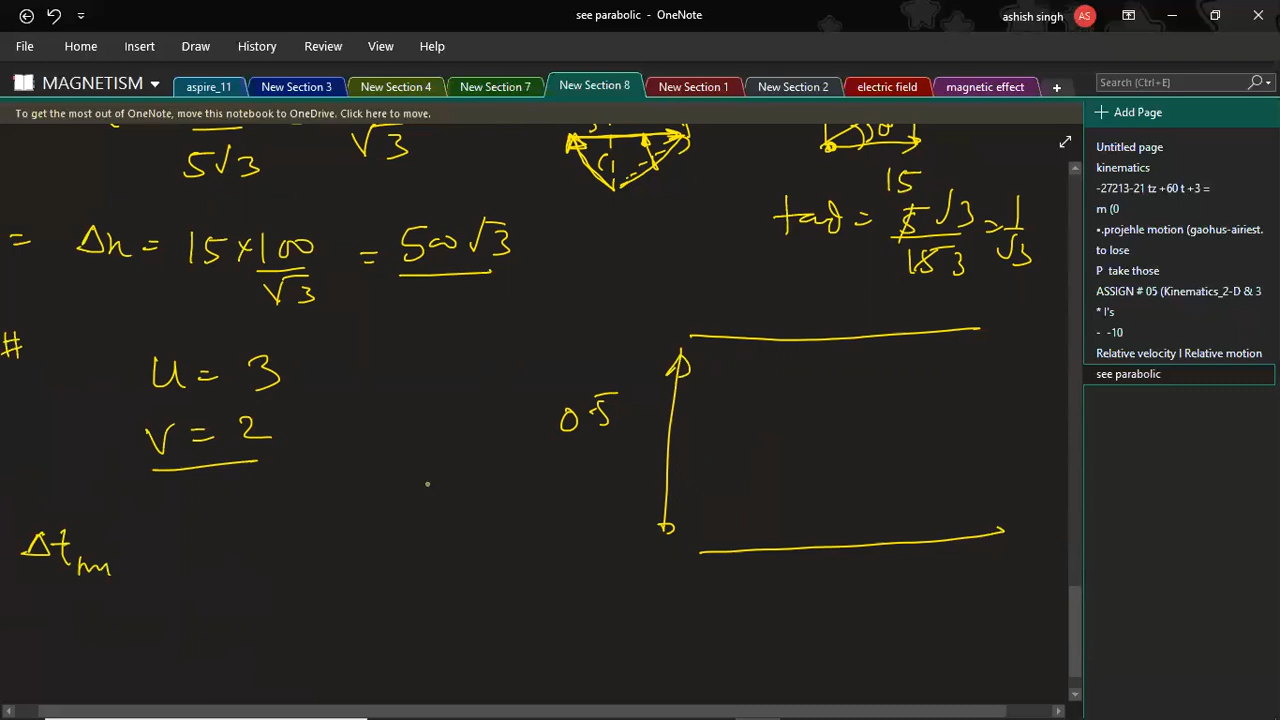 see parabolic - OneNote
ashish singh
AS
File Home Insert Draw History Review View Help
MAGNETISM
aspire_11 New Section 3 New Section 4 New Section 7 New Section 8 New Section 1 New Section 2 electric field magnetic effect
Search (Ctrl+E)
To get the most out of OneNote, move this notebook to OneDrive. Click here to move.
Add Page
Untitled page
kinematics
-27213-21 tz +60 t +3 =
m (0
•.projehle motion (gaohus-airiest.
to lose
P take those
ASSIGN # 05 (Kinematics_2-D & 3
* I's
- -10
Relative velocity l Relative motion
see parabolic
5√3
√3
15
tanθ = 5√3 / 15 3 = 1/√3
= Δx = 15 × 100/√3 = 500√3
#
u = 3
v = 2
0.5
Δt